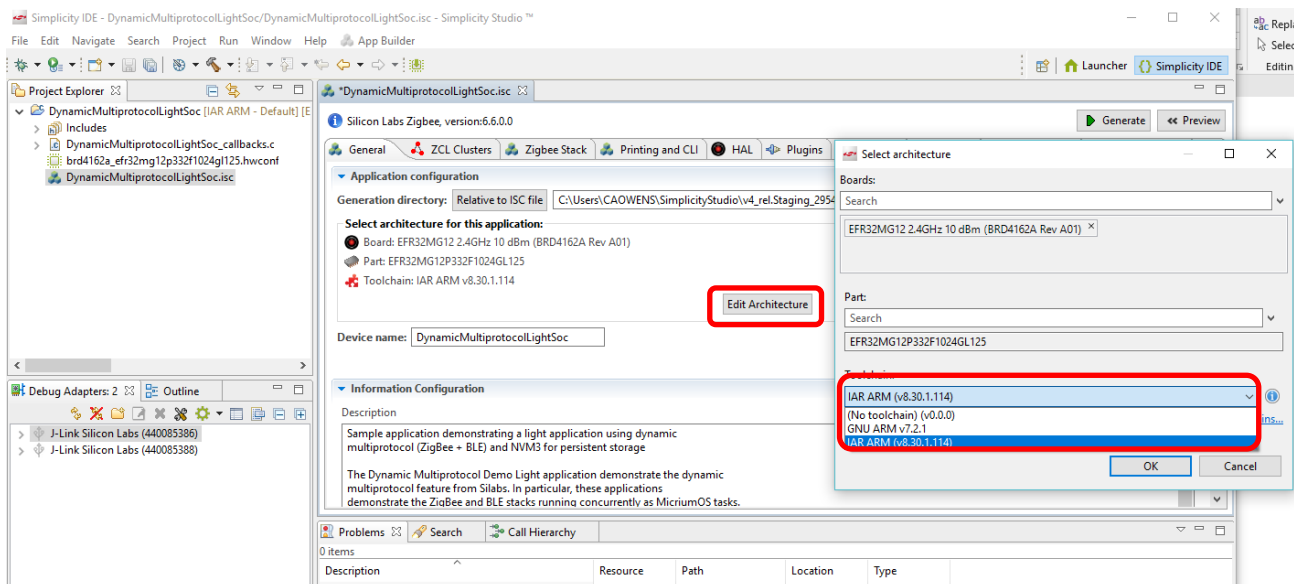 Simplicity IDE - DynamicMultiprotocolLightSoc/DynamicMultiprotocolLightSoc.isc - Simplicity Studio ™
File Edit Navigate Search Project Run Window Help App Builder
Launcher Simplicity IDE
Project Explorer
DynamicMultiprotocolLightSoc [IAR ARM - Default] [E
Includes
DynamicMultiprotocolLightSoc_callbacks.c
brd4162a_efr32mg12p332f1024gl125.hwconf
DynamicMultiprotocolLightSoc.isc
Debug Adapters: 2 Outline
J-Link Silicon Labs (440085386)
J-Link Silicon Labs (440085388)
*DynamicMultiprotocolLightSoc.isc
Silicon Labs Zigbee, version:6.6.0.0
Generate Preview
General ZCL Clusters Zigbee Stack Printing and CLI HAL Plugins
Application configuration
Generation directory: Relative to ISC file C:\Users\CAOWENS\SimplicityStudio\v4_rel.Staging_2954
Select architecture for this application:
Board: EFR32MG12 2.4GHz 10 dBm (BRD4162A Rev A01)
Part: EFR32MG12P332F1024GL125
Toolchain: IAR ARM v8.30.1.114
Edit Architecture
Device name: DynamicMultiprotocolLightSoc
Information Configuration
Description
Sample application demonstrating a light application using dynamic
multiprotocol (ZigBee + BLE) and NVM3 for persistent storage
The Dynamic Multiprotocol Demo Light application demonstrate the dynamic
multiprotocol feature from Silabs. In particular, these applications
demonstrate the ZigBee and BLE stacks running concurrently as MicriumOS tasks.
Problems Search Call Hierarchy
0 items
Description Resource Path Location Type
Select architecture
Boards:
Search
EFR32MG12 2.4GHz 10 dBm (BRD4162A Rev A01)
Part:
Search
EFR32MG12P332F1024GL125
Toolchain:
IAR ARM (v8.30.1.114)
(No toolchain) (v0.0.0)
GNU ARM v7.2.1
IAR ARM (v8.30.1.114)
ins...
OK Cancel
Repla
Selec
Editin